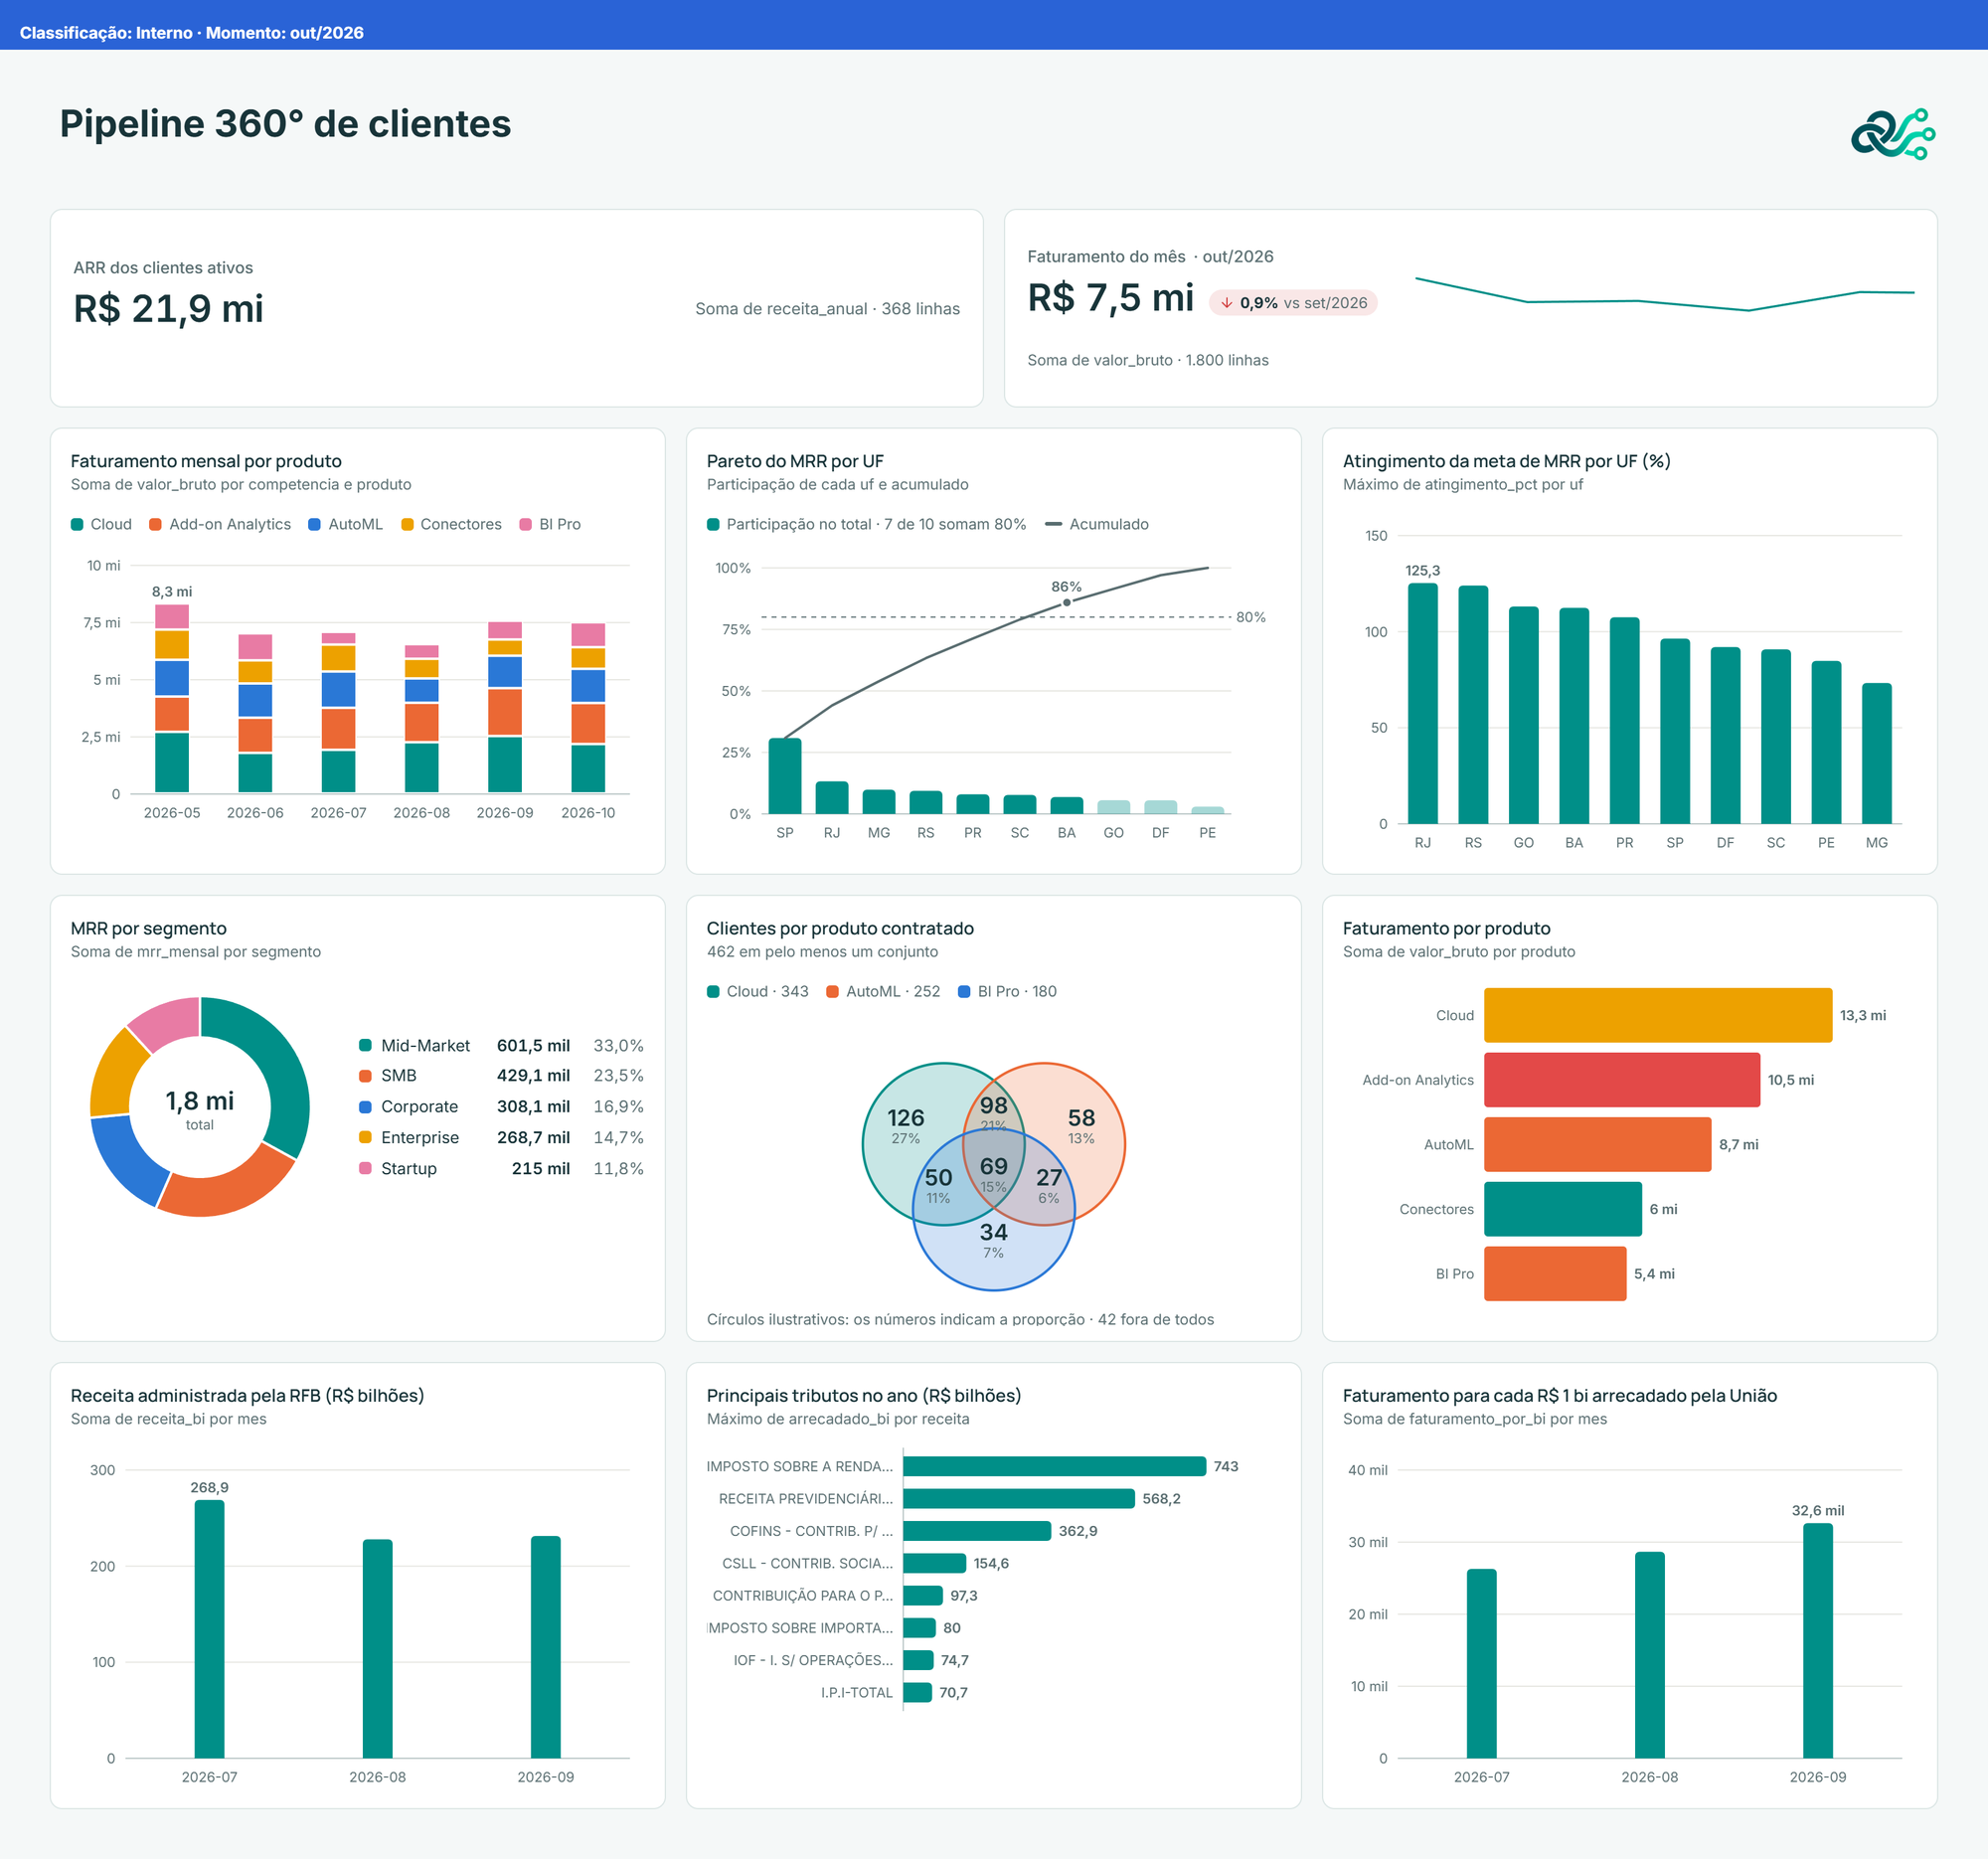 Classificação: Interno · Momento: out/2026
Pipeline 360° de clientes
ARR dos clientes ativos
R$ 21,9 mi
Soma de receita_anual · 368 linhas
Faturamento do mês · out/2026
R$ 7,5 mi
↓ 0,9% vs set/2026
Soma de valor_bruto · 1.800 linhas
Faturamento mensal por produto
Soma de valor_bruto por competencia e produto
Cloud Add-on Analytics AutoML Conectores BI Pro
10 mi
8,3 mi
7,5 mi
5 mi
2,5 mi
0
2026-05 2026-06 2026-07 2026-08 2026-09 2026-10
Pareto do MRR por UF
Participação de cada uf e acumulado
Participação no total · 7 de 10 somam 80% Acumulado
100%
86%
80%
75%
50%
25%
0%
SP RJ MG RS PR SC BA GO DF PE
Atingimento da meta de MRR por UF (%)
Máximo de atingimento_pct por uf
150
125,3
100
50
0
RJ RS GO BA PR SP DF SC PE MG
MRR por segmento
Soma de mrr_mensal por segmento
1,8 mi
total
Mid-Market 601,5 mil 33,0%
SMB 429,1 mil 23,5%
Corporate 308,1 mil 16,9%
Enterprise 268,7 mil 14,7%
Startup 215 mil 11,8%
Clientes por produto contratado
462 em pelo menos um conjunto
Cloud · 343 AutoML · 252 BI Pro · 180
126 98 58
27% 21% 13%
50 69 27
11% 15% 6%
34
7%
Círculos ilustrativos: os números indicam a proporção · 42 fora de todos
Faturamento por produto
Soma de valor_bruto por produto
Cloud 13,3 mi
Add-on Analytics 10,5 mi
AutoML 8,7 mi
Conectores 6 mi
BI Pro 5,4 mi
Receita administrada pela RFB (R$ bilhões)
Soma de receita_bi por mes
300
268,9
200
100
0
2026-07 2026-08 2026-09
Principais tributos no ano (R$ bilhões)
Máximo de arrecadado_bi por receita
IMPOSTO SOBRE A RENDA... 743
RECEITA PREVIDENCIÁRI... 568,2
COFINS - CONTRIB. P/ ... 362,9
CSLL - CONTRIB. SOCIA... 154,6
CONTRIBUIÇÃO PARA O P... 97,3
IMPOSTO SOBRE IMPORTA... 80
IOF - I. S/ OPERAÇÕES... 74,7
I.P.I-TOTAL 70,7
Faturamento para cada R$ 1 bi arrecadado pela União
Soma de faturamento_por_bi por mes
40 mil
32,6 mil
30 mil
20 mil
10 mil
0
2026-07 2026-08 2026-09